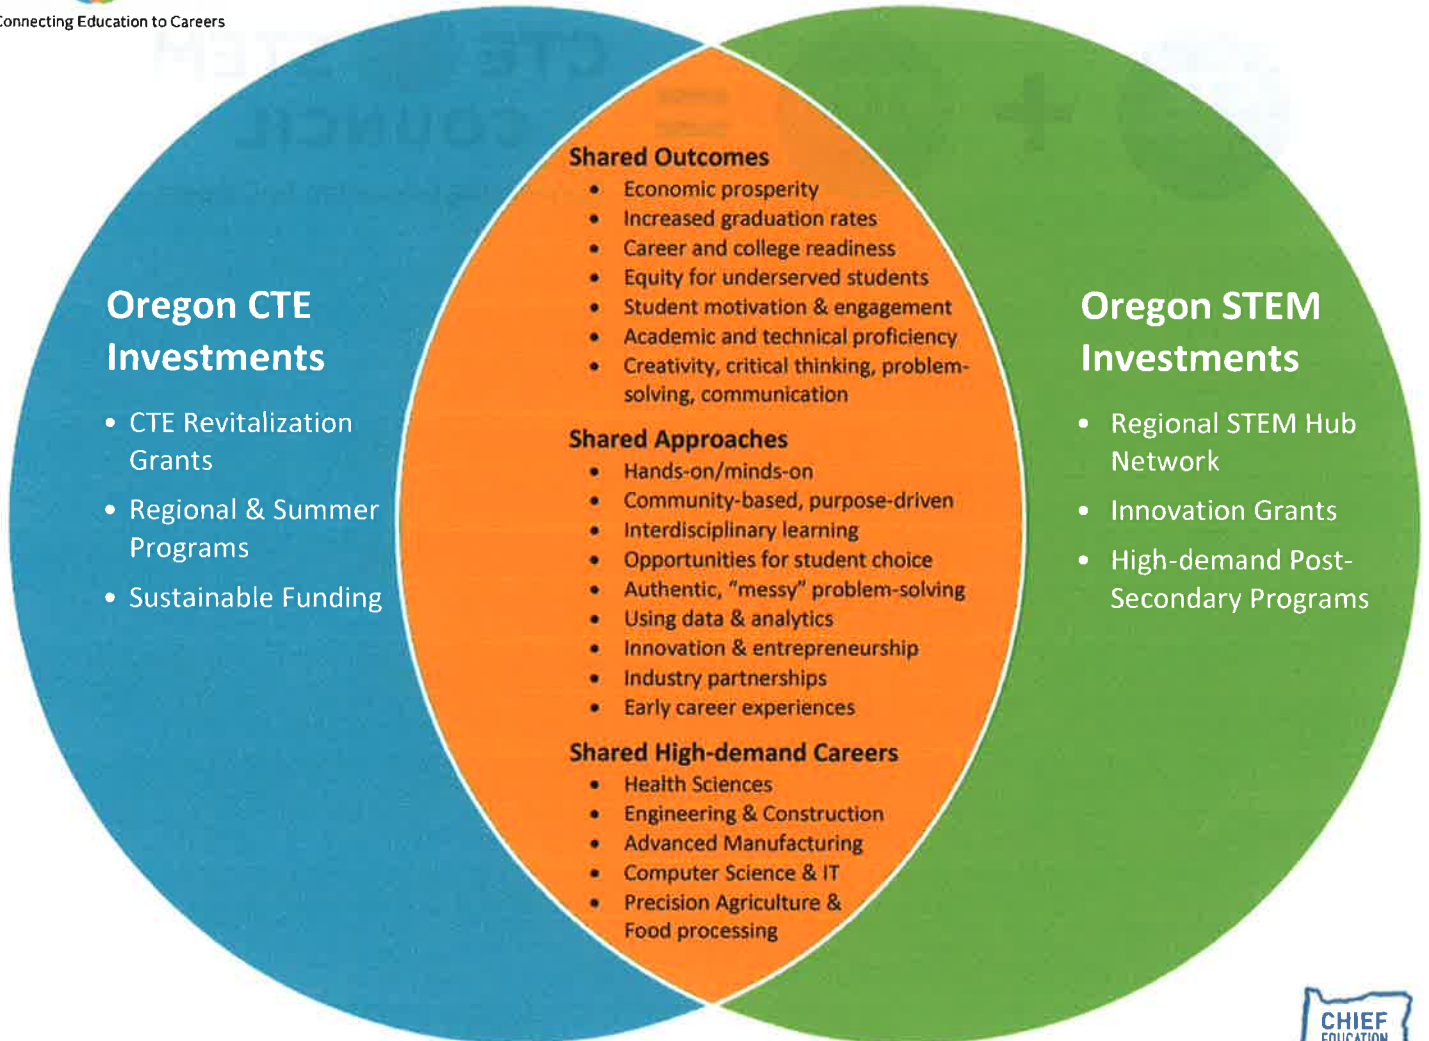 Connecting Education to Careers
Shared Outcomes
• Economic prosperity
• Increased graduation rates
• Career and college readiness
• Equity for underserved students
• Student motivation & engagement
• Academic and technical proficiency
• Creativity, critical thinking, problem-
solving, communication
Shared Approaches
• Hands-on/minds-on
• Community-based, purpose-driven
• Interdisciplinary learning
• Opportunities for student choice
• Authentic, “messy” problem-solving
• Using data & analytics
• Innovation & entrepreneurship
• Industry partnerships
• Early career experiences
Shared High-demand Careers
• Health Sciences
• Engineering & Construction
• Advanced Manufacturing
• Computer Science & IT
• Precision Agriculture &
Food processing
Oregon CTE
Investments
• CTE Revitalization
Grants
• Regional & Summer
Programs
• Sustainable Funding
Oregon STEM
Investments
• Regional STEM Hub
Network
• Innovation Grants
• High-demand Post-
Secondary Programs
CTE STEM
COUNCIL
CHIEF
EDUCATION